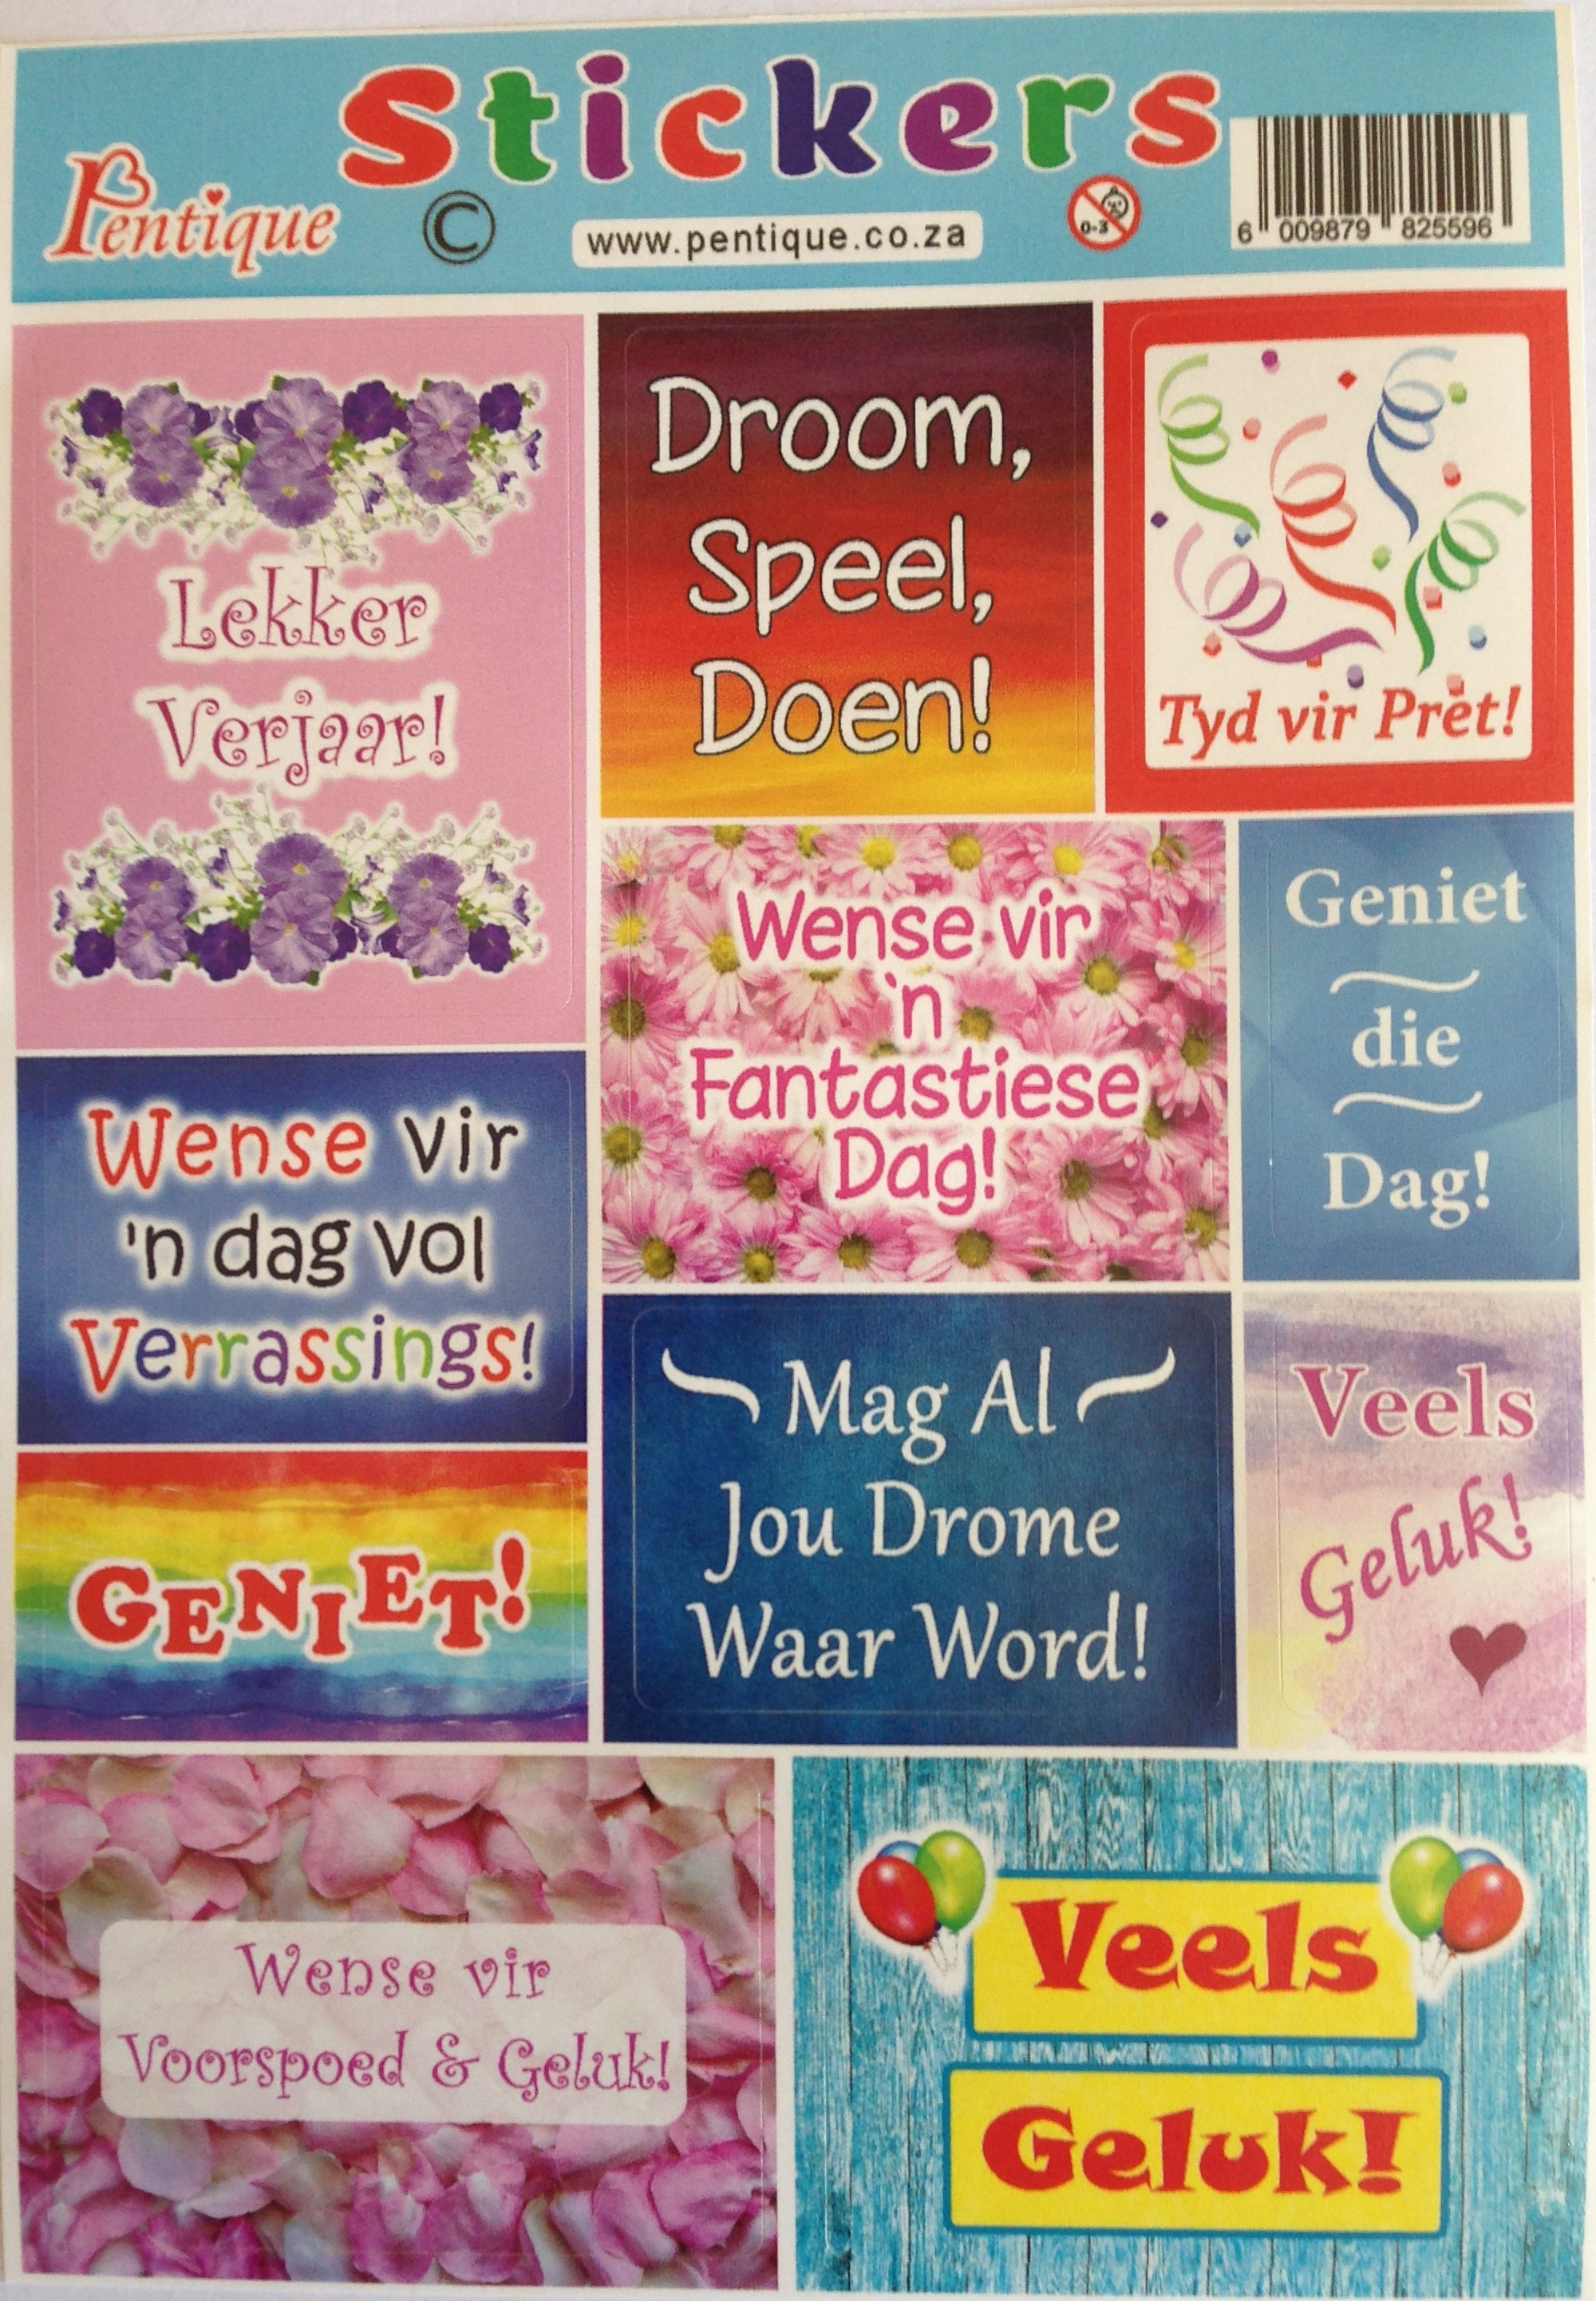 Stickers
Pentique
©
www.pentique.co.za
0-3
6 009879 825596
Lekker
Verjaar!
Droom,
Speel,
Doen!
Tyd vir Pret!
Wense vir
'n
Fantastiese
Dag!
Geniet
die
Dag!
Wense vir
'n dag vol
Verrassings!
GENIET!
Mag Al
Jou Drome
Waar Word!
Veels
Geluk!
Wense vir
Voorspoed & Geluk!
Veels
Geluk!